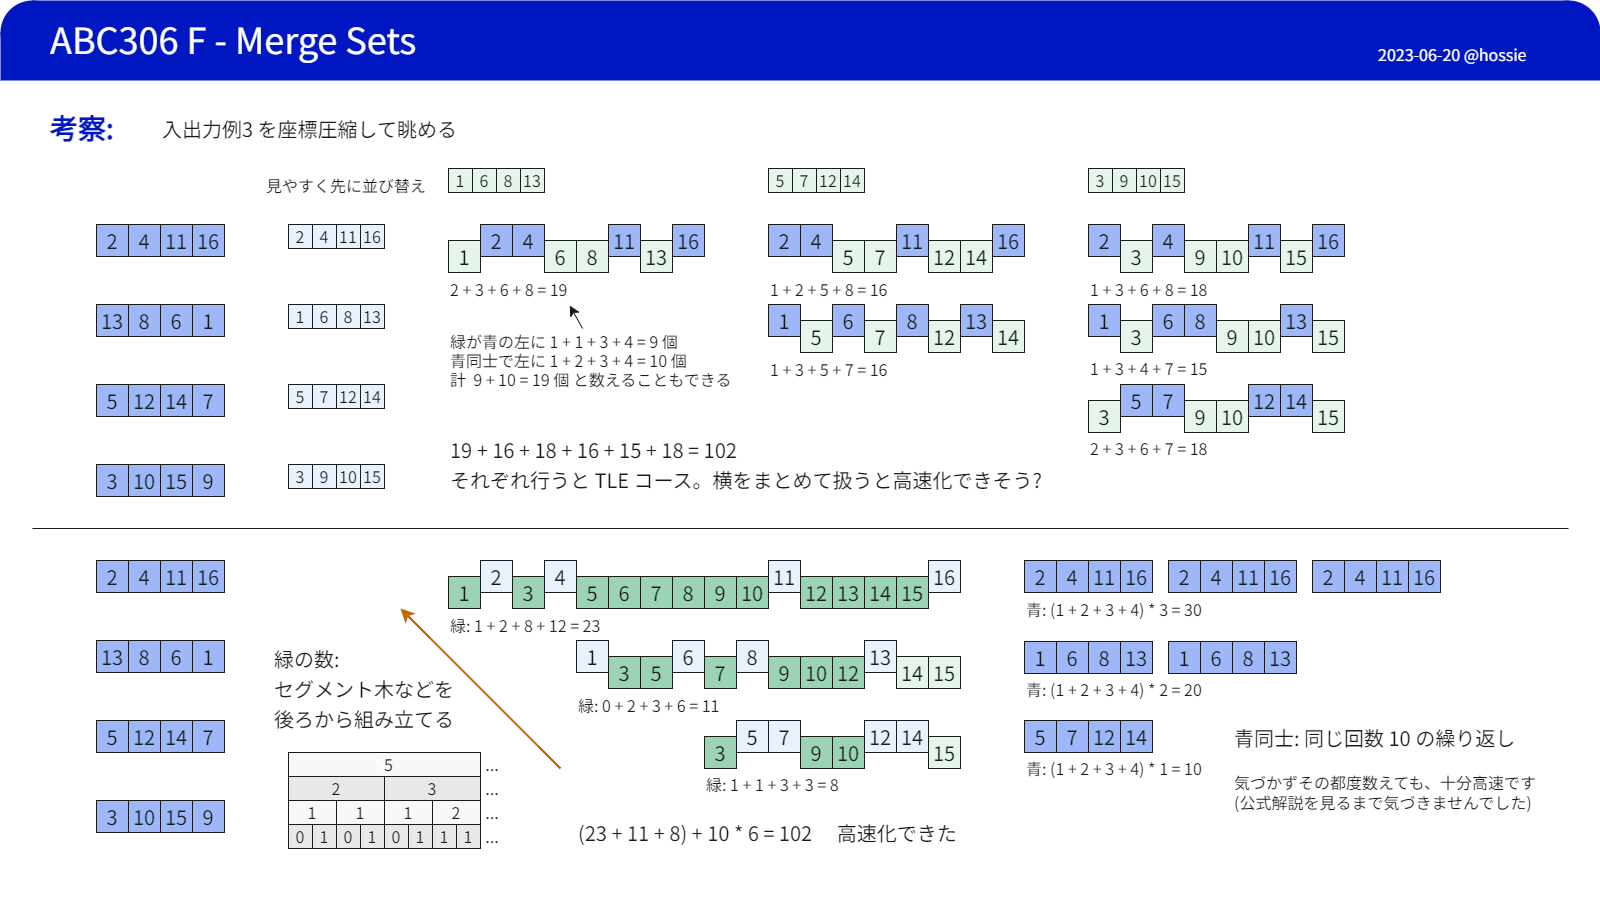 ABC306 F - Merge Sets
2023-06-20 @hossie
考察:
入出力例3 を座標圧縮して眺める
見やすく先に並び替え
1 6 8 13
5 7 12 14
3 9 10 15
2 4 11 16
2 4 11 16
1 2 4 6 8 11 13 16
2 + 3 + 6 + 8 = 19
2 4 5 7 11 12 14 16
1 + 2 + 5 + 8 = 16
2 3 4 9 10 11 15 16
1 + 3 + 6 + 8 = 18
13 8 6 1
1 6 8 13
緑が青の左に 1 + 1 + 3 + 4 = 9 個
青同士で左に 1 + 2 + 3 + 4 = 10 個
計 9 + 10 = 19 個 と数えることもできる
1 5 6 7 8 12 13 14
1 + 3 + 5 + 7 = 16
1 3 6 8 9 10 13 15
1 + 3 + 4 + 7 = 15
5 12 14 7
5 7 12 14
3 5 7 9 10 12 14 15
2 + 3 + 6 + 7 = 18
3 10 15 9
3 9 10 15
19 + 16 + 18 + 16 + 15 + 18 = 102
それぞれ行うと TLE コース。横をまとめて扱うと高速化できそう?
2 4 11 16
1 2 3 4 5 6 7 8 9 10 11 12 13 14 15 16
緑: 1 + 2 + 8 + 12 = 23
2 4 11 16
2 4 11 16
2 4 11 16
青: (1 + 2 + 3 + 4) * 3 = 30
13 8 6 1
1 3 5 6 7 8 9 10 12 13 14 15
緑: 0 + 2 + 3 + 6 = 11
1 6 8 13
1 6 8 13
青: (1 + 2 + 3 + 4) * 2 = 20
緑の数:
セグメント木などを
後ろから組み立てる
5 12 14 7
3 5 7 9 10 12 14 15
緑: 1 + 1 + 3 + 3 = 8
5 7 12 14
青: (1 + 2 + 3 + 4) * 1 = 10
青同士: 同じ回数 10 の繰り返し
気づかずその都度数えても、十分高速です
(公式解説を見るまで気づきませんでした)
3 10 15 9
5 ...
2 3 ...
1 1 1 2 ...
0 1 0 1 0 1 1 1 ...
(23 + 11 + 8) + 10 * 6 = 102 高速化できた